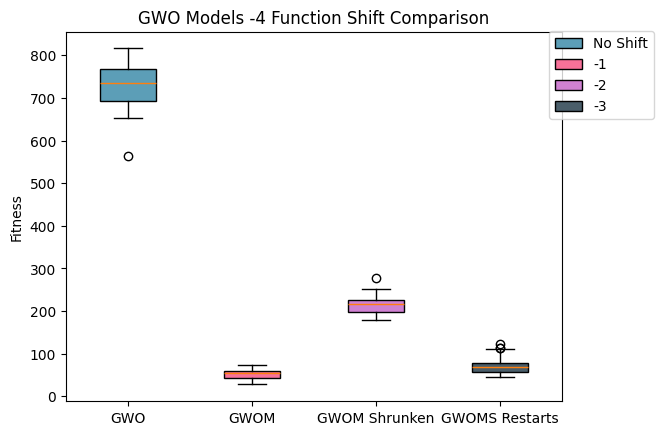 GWO Models -4 Function Shift Comparison
No Shift
-1
-2
-3
Fitness
800
700
600
500
400
300
200
100
0
GWO
GWOM
GWOM Shrunken
GWOMS Restarts